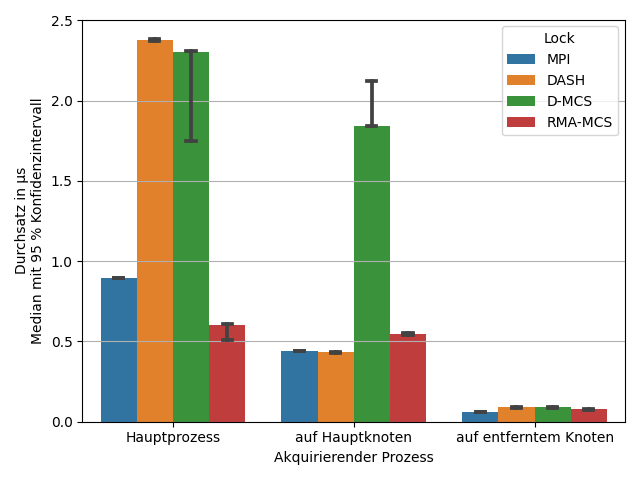 2.5
2.0
1.5
1.0
0.5
0.0
Durchsatz in µs
Median mit 95 % Konfidenzintervall
Lock
MPI
DASH
D-MCS
RMA-MCS
Hauptprozess
auf Hauptknoten
auf entferntem Knoten
Akquirierender Prozess